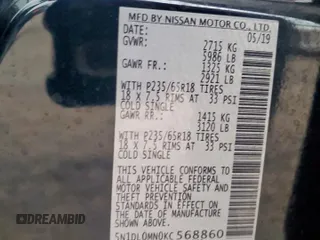 MFD BY NISSAN MOTOR CO., LTD.
05/19
GVWR: 2715 KG
5986 LB
GAWR FR.: 1325 KG
2921 LB
WITH P235/65R18 TIRES
18 X 7.5 RIMS AT 33 PSI
COLD SINGLE
GAWR RR.: 1415 KG
3120 LB
WITH P235/65R18 TIRES
18 X 7.5 RIMS AT 33 PSI
COLD SINGLE
THIS VEHICLE CONFORMS TO ALL
APPLICABLE FEDERAL MOTOR
VEHICLE SAFETY AND
STANDARDS IN EFFECT ON THE
DATE OF MANUFACTURE SHOWN
ABOVE.
5N1DL0MN0KC568860
DREAMBID